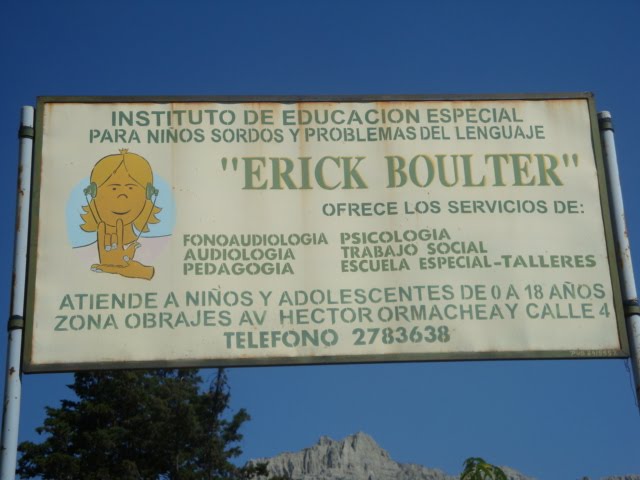 INSTITUTO DE EDUCACION ESPECIAL
PARA NIÑOS SORDOS Y PROBLEMAS DEL LENGUAJE
"ERICK BOULTER"
OFRECE LOS SERVICIOS DE:
FONOAUDIOLOGIA PSICOLOGIA
AUDIOLOGIA TRABAJO SOCIAL
PEDAGOGIA ESCUELA ESPECIAL-TALLERES
ATIENDE A NIÑOS Y ADOLESCENTES DE 0 A 18 AÑOS
ZONA OBRAJES AV HECTOR ORMACHEA Y CALLE 4
TELEFONO 2783638